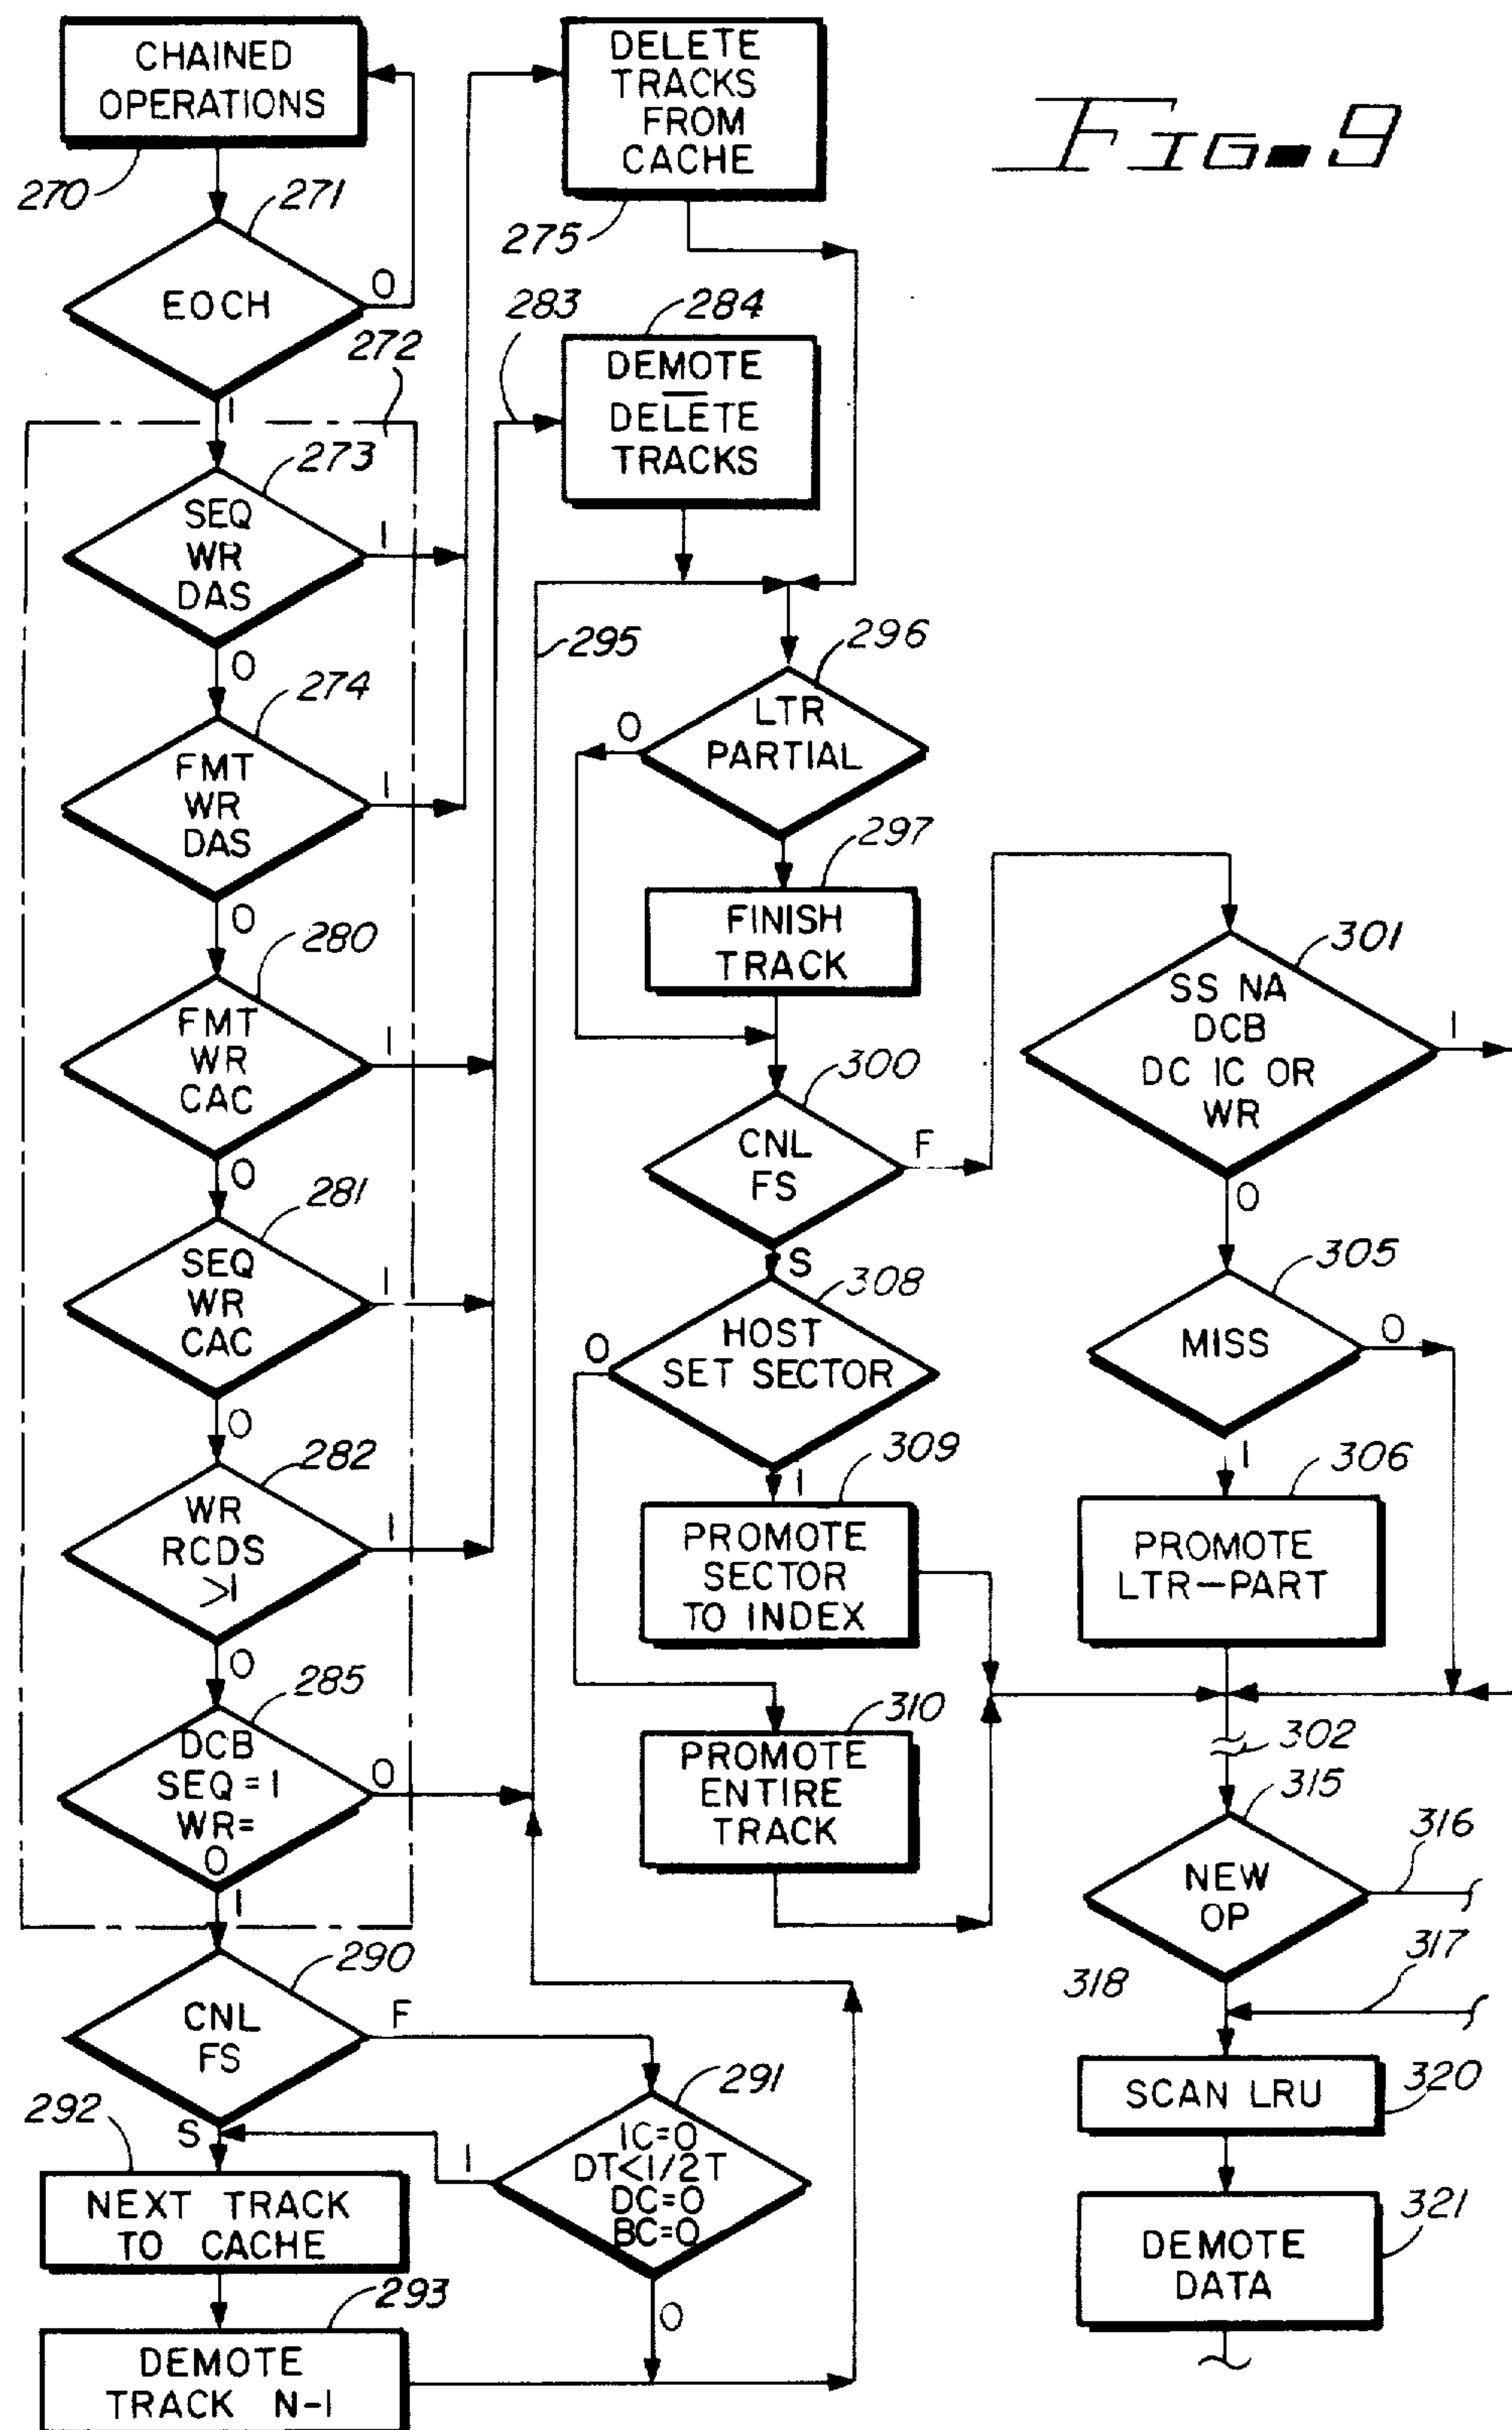 FIG. 9
CHAINED
OPERATIONS
270
271
EOCH
0
1
272
273
SEQ
WR
DAS
1
0
274
FMT
WR
DAS
1
0
280
FMT
WR
CAC
1
0
281
SEQ
WR
CAC
1
0
282
WR
RCDS
>1
1
0
285
DCB
SEQ=1
WR=
0
0
1
290
CNL
FS
F
S
291
IC=0
DT<1/2T
DC=0
BC=0
1
0
292
NEXT TRACK
TO CACHE
293
DEMOTE
TRACK N-1
DELETE
TRACKS
FROM
CACHE
275
283
284
DEMOTE
DELETE
TRACKS
295
296
LTR
PARTIAL
0
297
FINISH
TRACK
300
CNL
FS
F
S
308
HOST
SET SECTOR
0
1
309
PROMOTE
SECTOR
TO INDEX
310
PROMOTE
ENTIRE
TRACK
301
SS NA
DCB
DC IC OR
WR
1
0
305
MISS
0
1
306
PROMOTE
LTR-PART
302
315
NEW
OP
316
317
318
SCAN LRU
320
321
DEMOTE
DATA